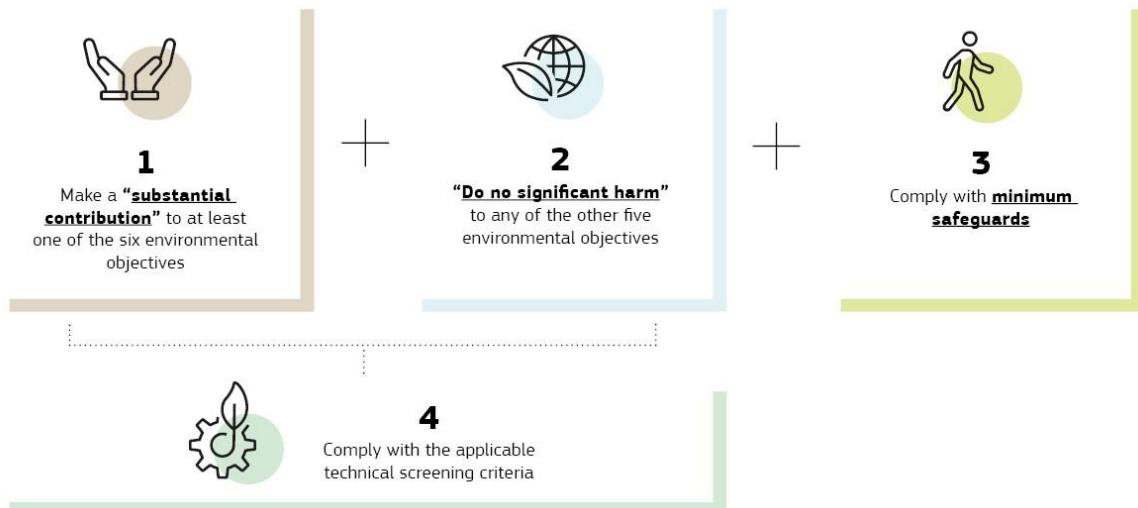 1
Make a “substantial
contribution” to at least
one of the six environmental
objectives
2
“Do no significant harm”
to any of the other five
environmental objectives
3
Comply with minimum
safeguards
4
Comply with the applicable
technical screening criteria